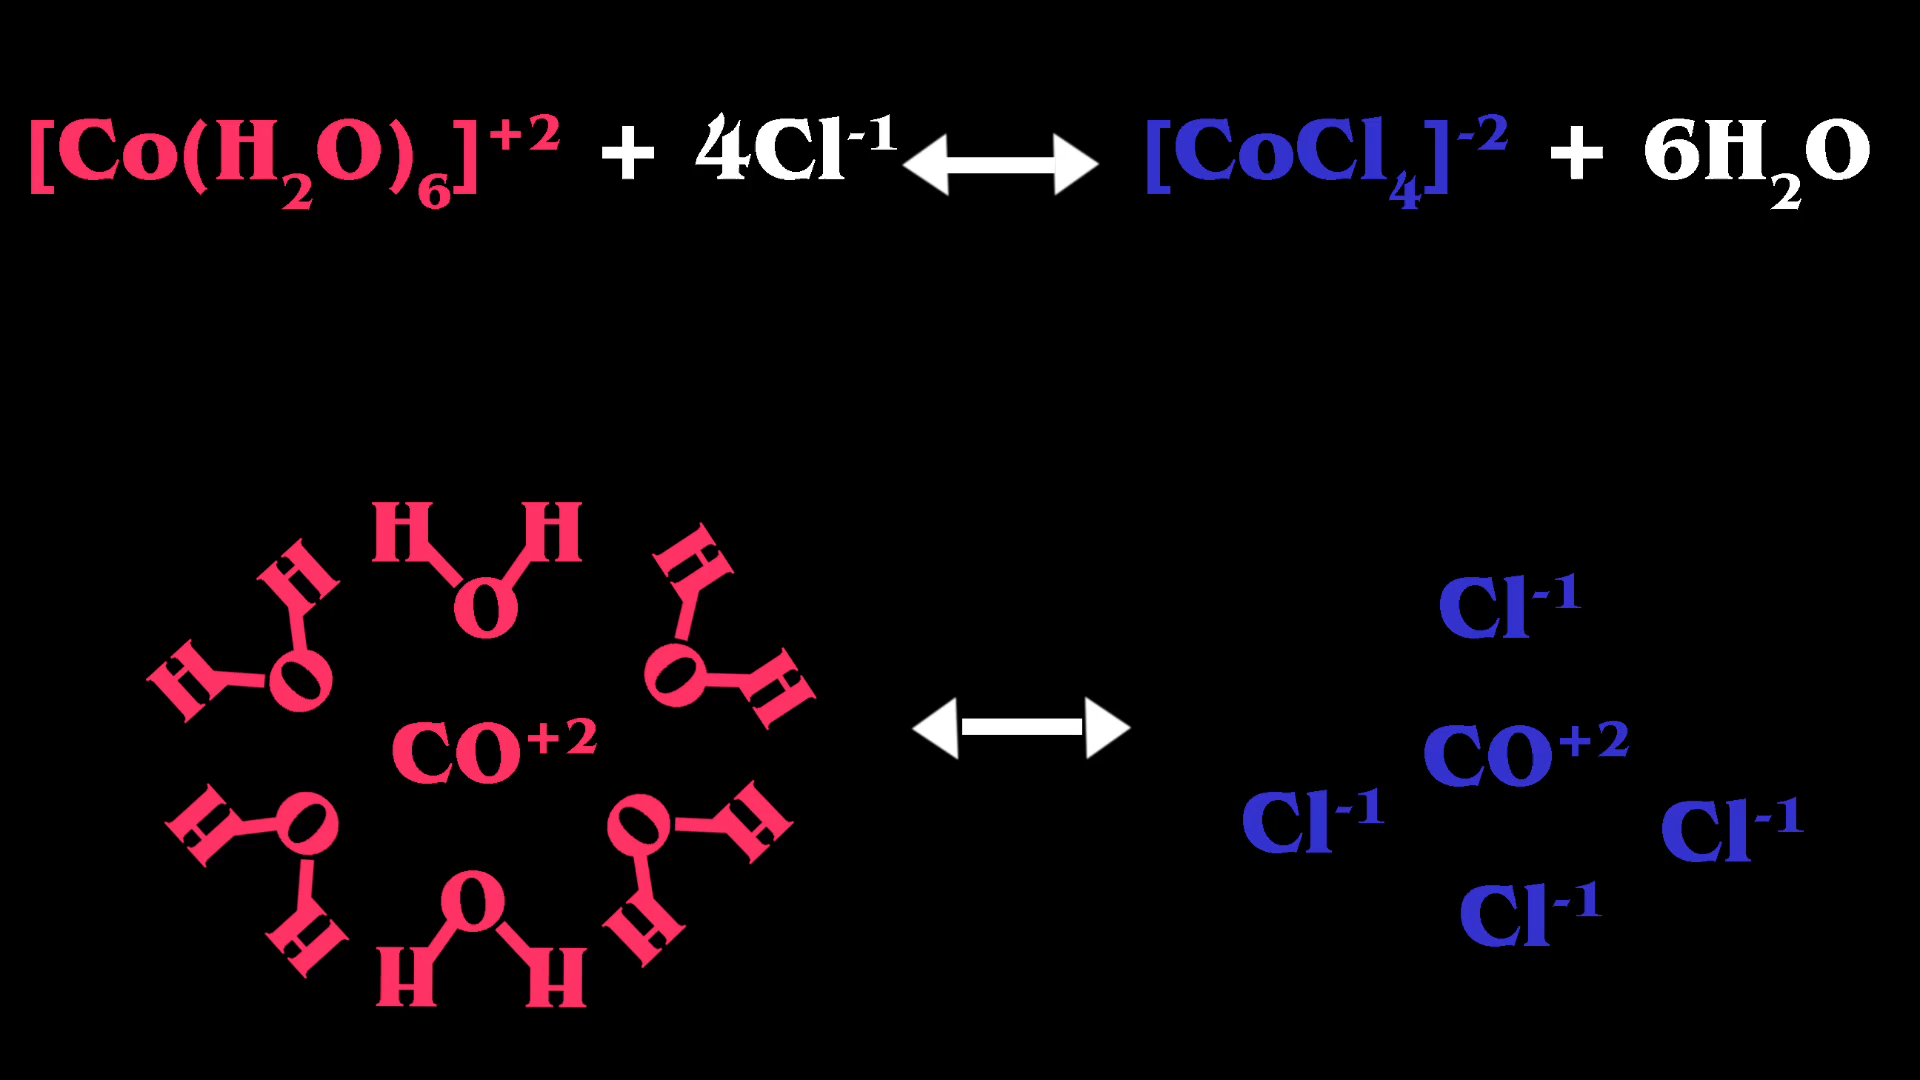 [Co(H₂O)₆]⁺² + 4Cl⁻¹ ⟷ [CoCl₄]⁻² + 6H₂O
H H
O
H
H
O
H
O
H
CO⁺²
H
O
H
O
H
H
O
H H
Cl⁻¹
CO⁺²
Cl⁻¹ Cl⁻¹
Cl⁻¹